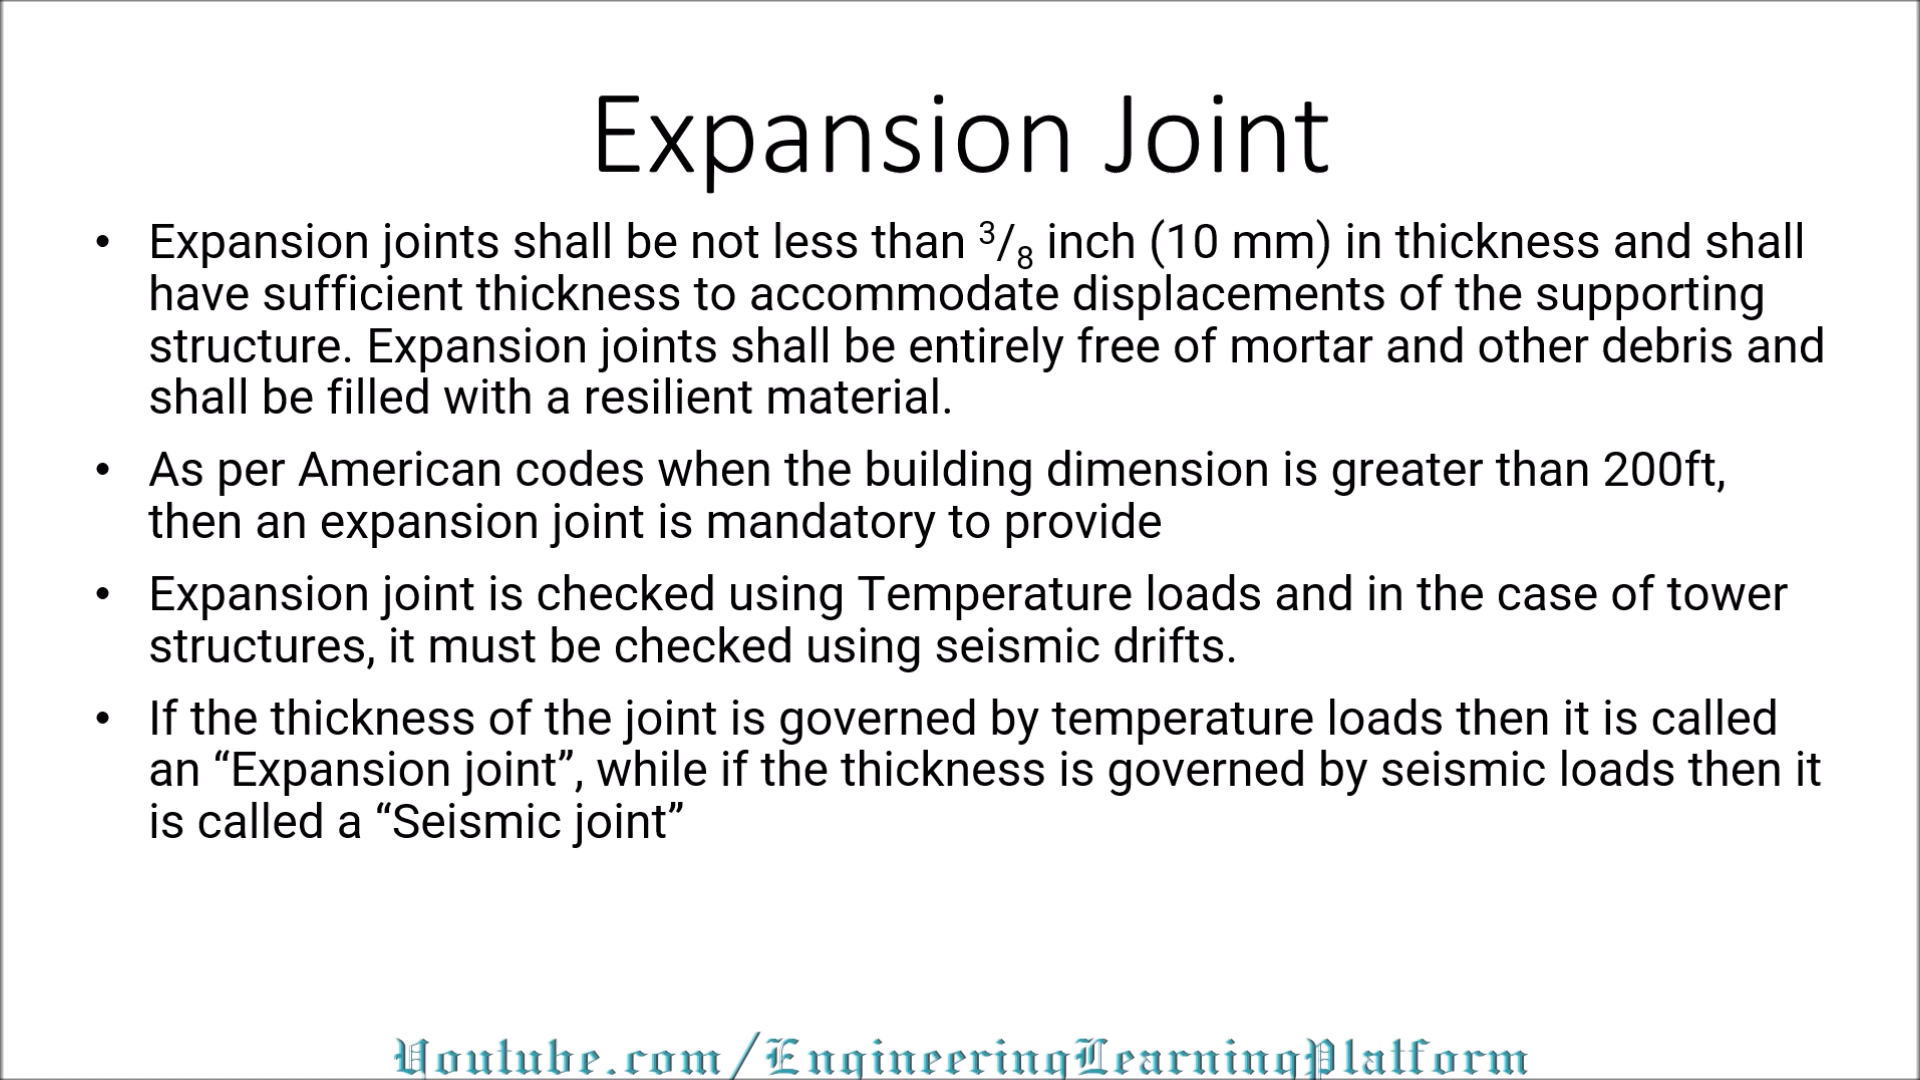 Expansion Joint
• Expansion joints shall be not less than 3/8 inch (10 mm) in thickness and shall
have sufficient thickness to accommodate displacements of the supporting
structure. Expansion joints shall be entirely free of mortar and other debris and
shall be filled with a resilient material.
• As per American codes when the building dimension is greater than 200ft,
then an expansion joint is mandatory to provide
• Expansion joint is checked using Temperature loads and in the case of tower
structures, it must be checked using seismic drifts.
• If the thickness of the joint is governed by temperature loads then it is called
an “Expansion joint”, while if the thickness is governed by seismic loads then it
is called a “Seismic joint”
Youtube.com/EngineeringLearningPlatform